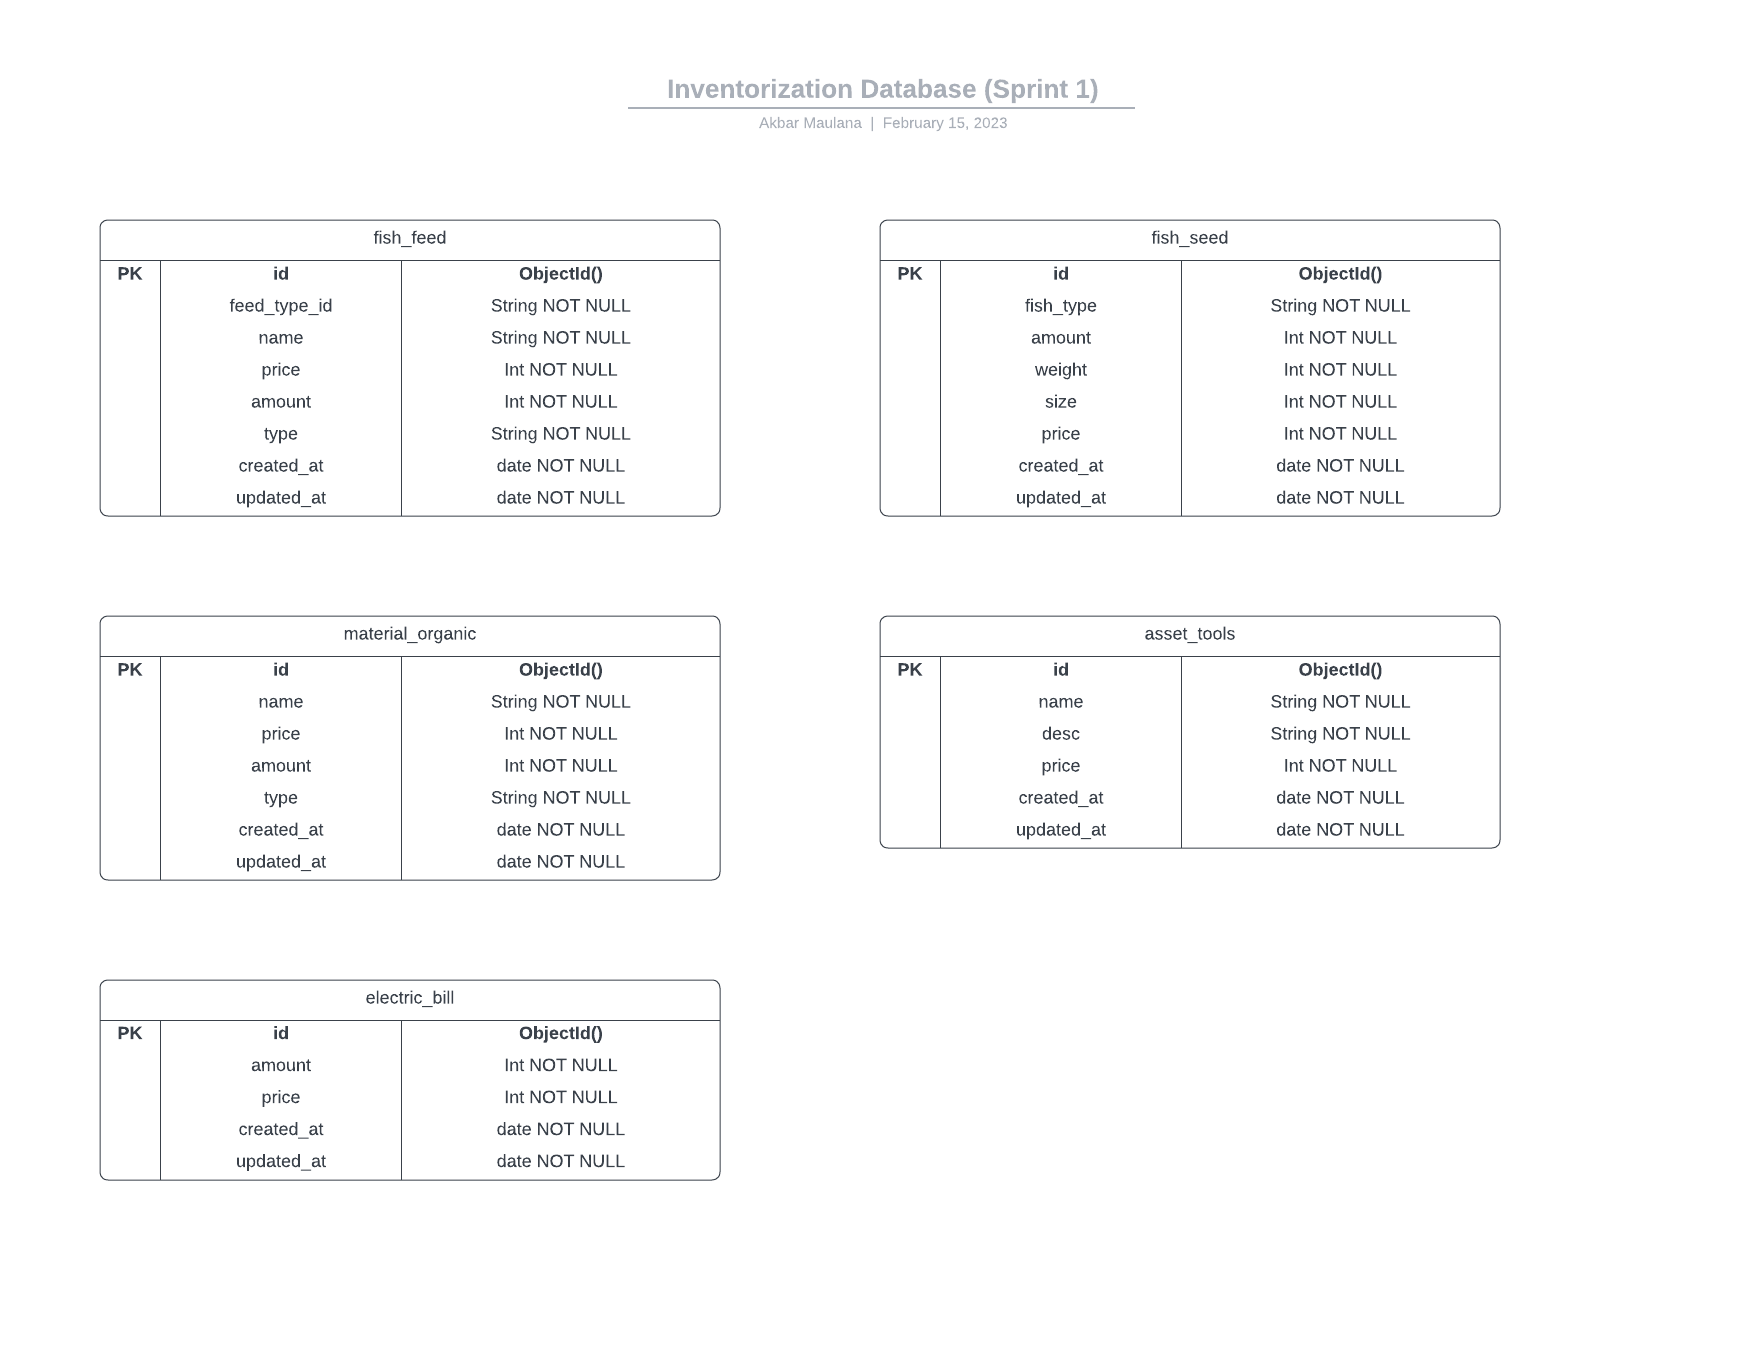 Inventorization Database (Sprint 1)
Akbar Maulana | February 15, 2023
fish_feed
PK id ObjectId()
feed_type_id String NOT NULL
name String NOT NULL
price Int NOT NULL
amount Int NOT NULL
type String NOT NULL
created_at date NOT NULL
updated_at date NOT NULL
fish_seed
PK id ObjectId()
fish_type String NOT NULL
amount Int NOT NULL
weight Int NOT NULL
size Int NOT NULL
price Int NOT NULL
created_at date NOT NULL
updated_at date NOT NULL
material_organic
PK id ObjectId()
name String NOT NULL
price Int NOT NULL
amount Int NOT NULL
type String NOT NULL
created_at date NOT NULL
updated_at date NOT NULL
asset_tools
PK id ObjectId()
name String NOT NULL
desc String NOT NULL
price Int NOT NULL
created_at date NOT NULL
updated_at date NOT NULL
electric_bill
PK id ObjectId()
amount Int NOT NULL
price Int NOT NULL
created_at date NOT NULL
updated_at date NOT NULL